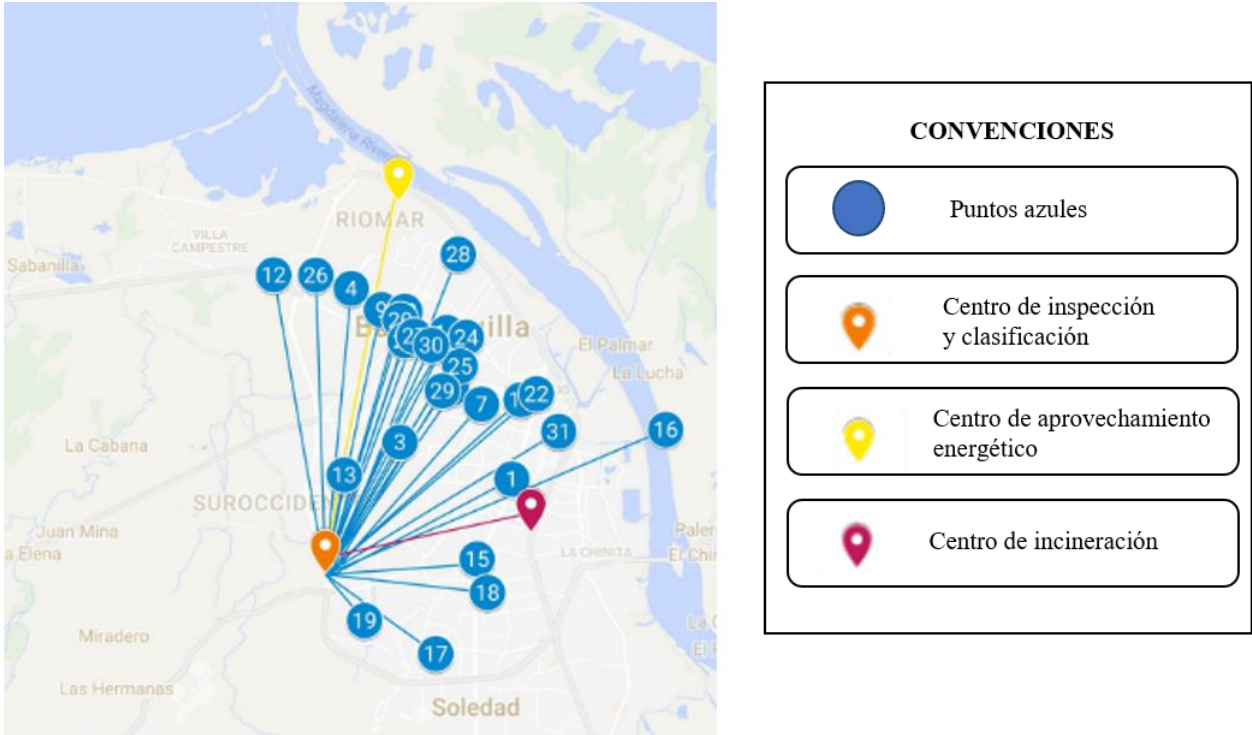 Magdalena River
RIOMAR
VILLA
CAMPESTRE
Sabanilla
28
12
26
4
9
24
30
El Palmar
La Lucha
25
29
7
22
31
16
3
La Cabana
13
1
SUROCCIDEN
Juan Mina
a Elena
LA CHINITA
15
18
19
17
Miradero
Las Hermanas
Soledad
CONVENCIONES
Puntos azules
Centro de inspección
y clasificación
Centro de aprovechamiento
energético
Centro de incineración